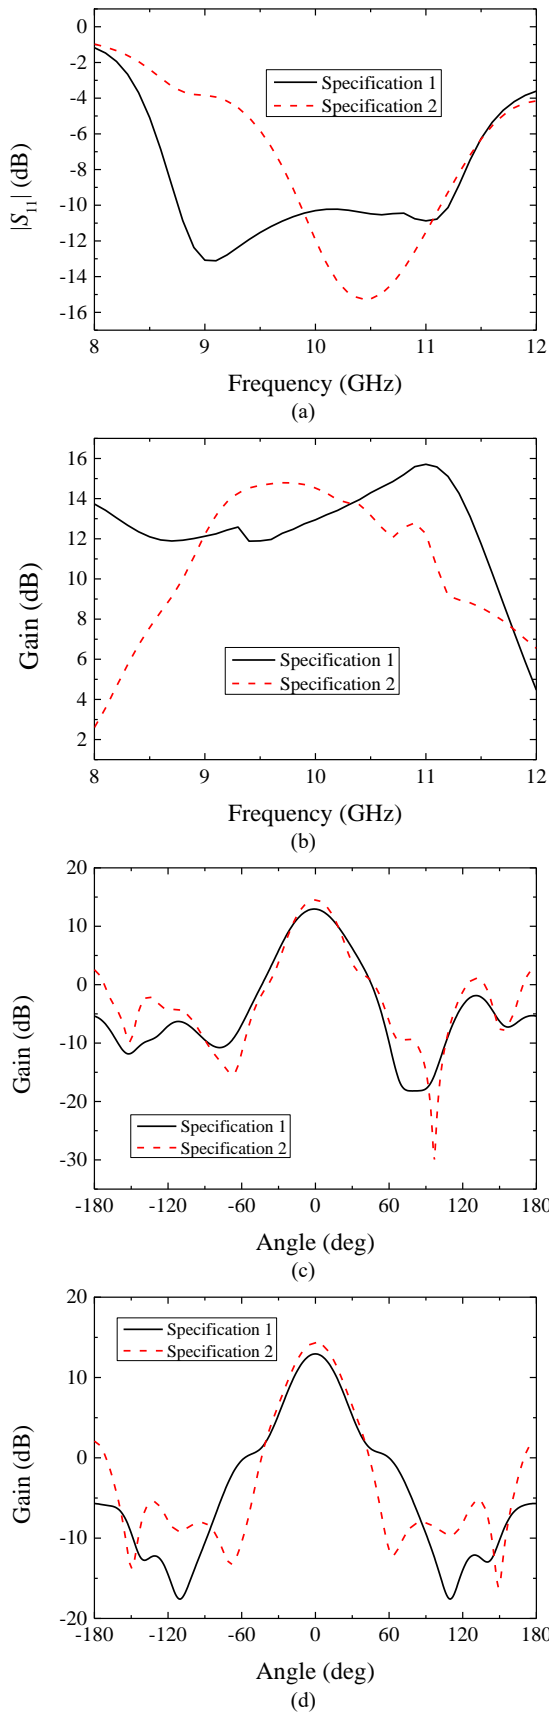 0
-2
-4
-6
-8
-10
-12
-14
-16
|S11| (dB)
Specification 1
Specification 2
8 9 10 11 12
Frequency (GHz)
(a)
16
14
12
10
8
6
4
2
Gain (dB)
Specification 1
Specification 2
8 9 10 11 12
Frequency (GHz)
(b)
20
10
0
-10
-20
-30
Gain (dB)
Specification 1
Specification 2
-180 -120 -60 0 60 120 180
Angle (deg)
(c)
20
10
0
-10
-20
Gain (dB)
Specification 1
Specification 2
-180 -120 -60 0 60 120 180
Angle (deg)
(d)